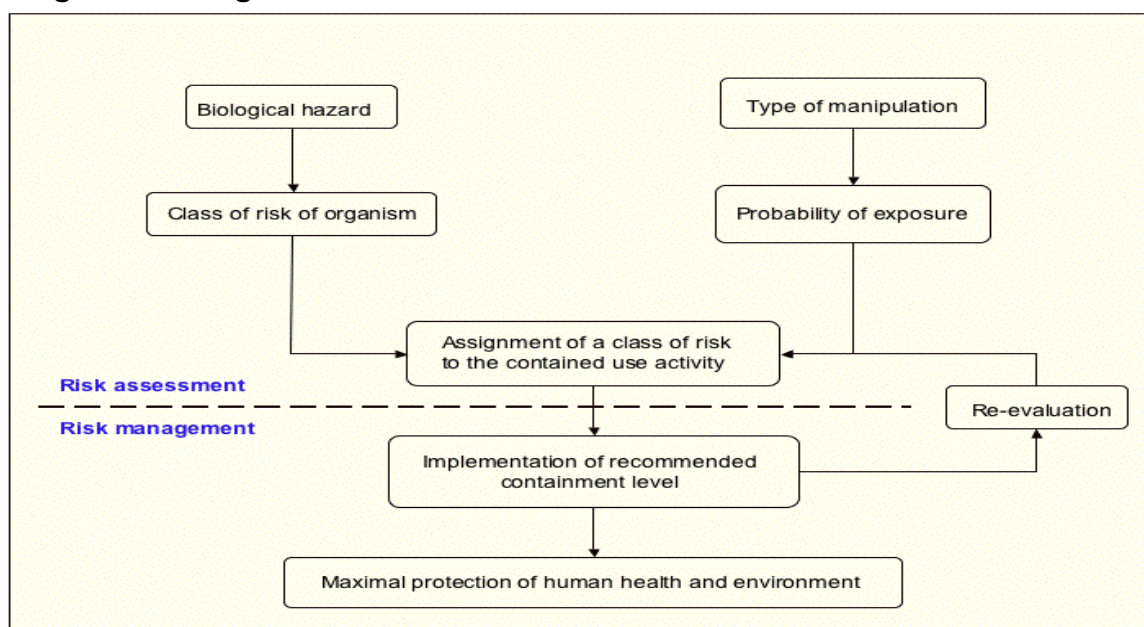 Biological hazard
Type of manipulation
Class of risk of organism
Probability of exposure
Assignment of a class of risk
to the contained use activity
Risk assessment
Re-evaluation
Risk management
Implementation of recommended
containment level
Maximal protection of human health and environment